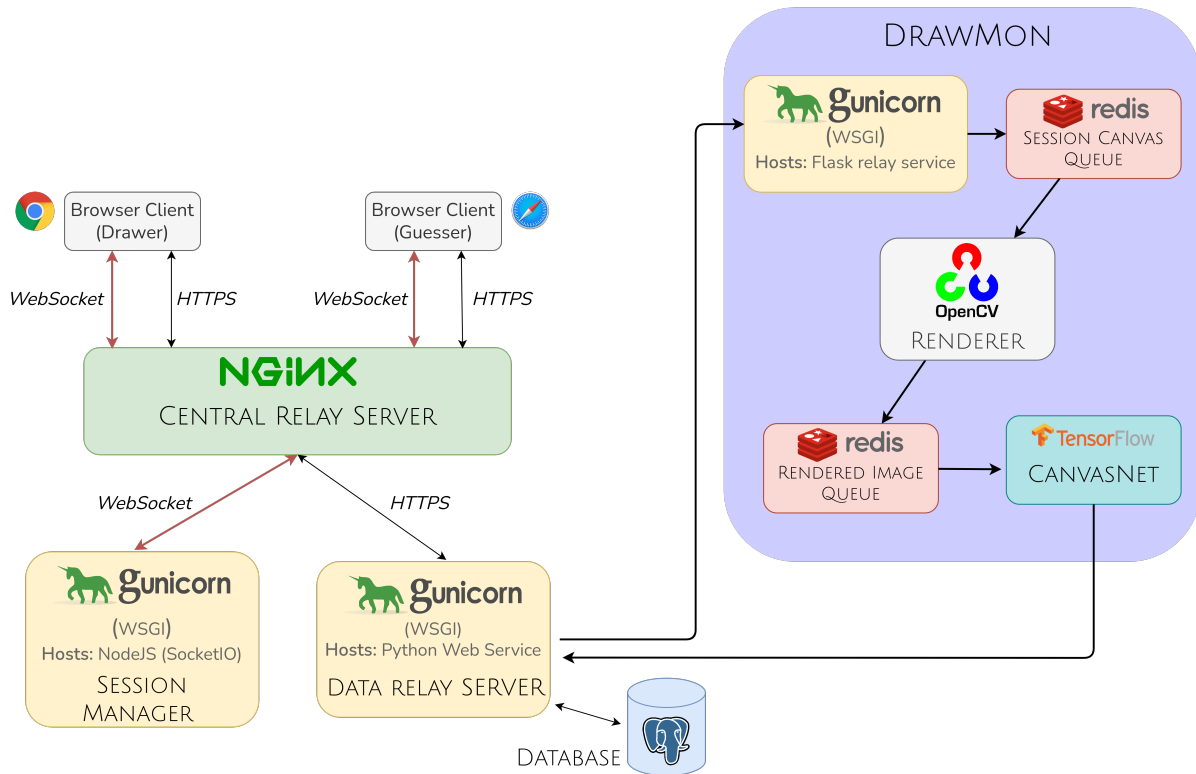 DRAWMON
gunicorn
(WSGI)
Hosts: Flask relay service
redis
SESSION CANVAS
QUEUE
Browser Client
(Drawer)
Browser Client
(Guesser)
WebSocket
HTTPS
WebSocket
HTTPS
OpenCV
RENDERER
NGINX
CENTRAL RELAY SERVER
redis
RENDERED IMAGE
QUEUE
TensorFlow
CANVASNET
WebSocket
HTTPS
gunicorn
(WSGI)
Hosts: NodeJS (SocketIO)
SESSION
MANAGER
gunicorn
(WSGI)
Hosts: Python Web Service
DATA RELAY SERVER
DATABASE